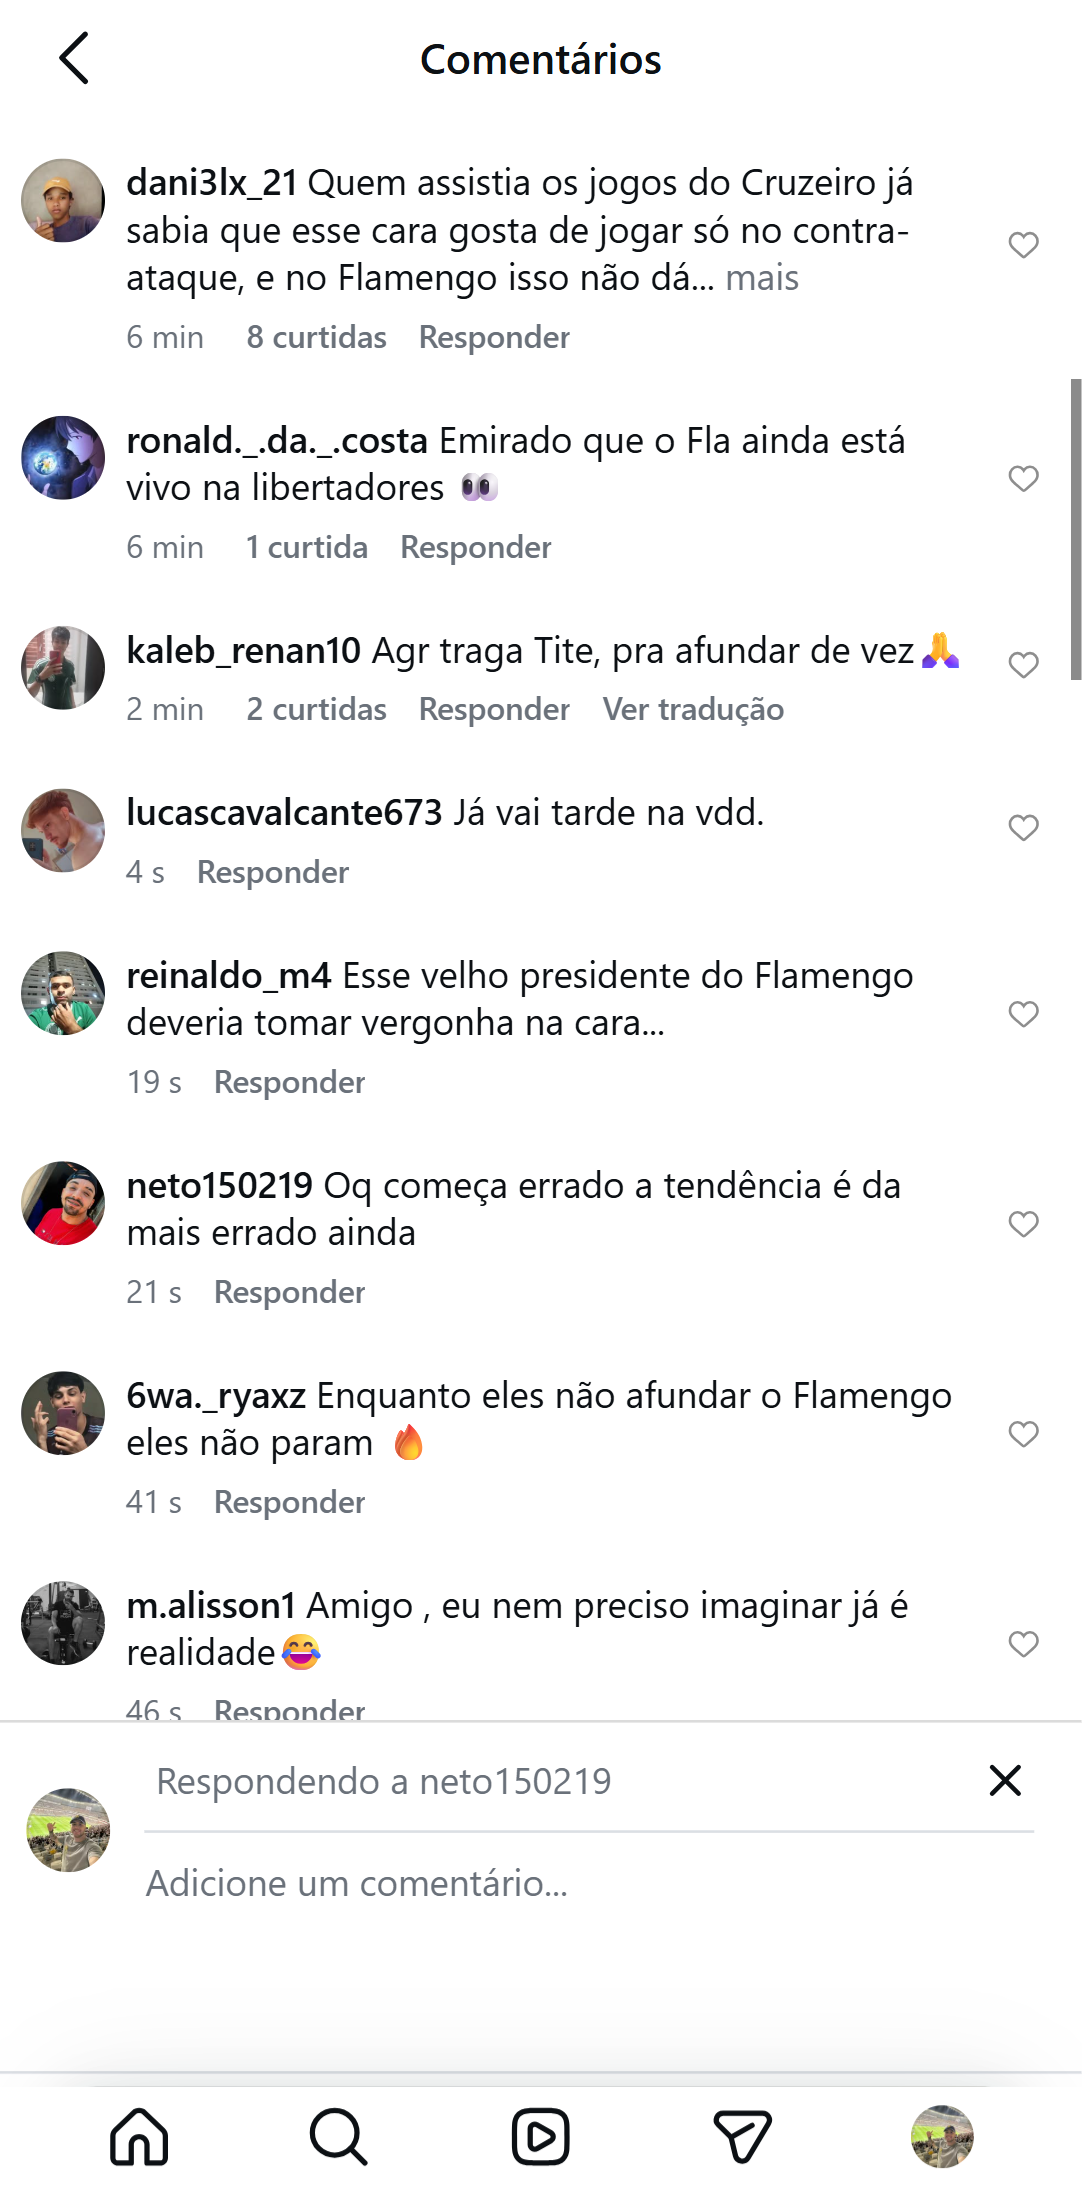 Comentários
dani3lx_21 Quem assistia os jogos do Cruzeiro já
sabia que esse cara gosta de jogar só no contra-
ataque, e no Flamengo isso não dá... mais
6 min 8 curtidas Responder
ronald._.da._.costa Emirado que o Fla ainda está
vivo na libertadores 👀
6 min 1 curtida Responder
kaleb_renan10 Agr traga Tite, pra afundar de vez🙏
2 min 2 curtidas Responder Ver tradução
lucascavalcante673 Já vai tarde na vdd.
4 s Responder
reinaldo_m4 Esse velho presidente do Flamengo
deveria tomar vergonha na cara...
19 s Responder
neto150219 Oq começa errado a tendência é da
mais errado ainda
21 s Responder
6wa._ryaxz Enquanto eles não afundar o Flamengo
eles não param 🔥
41 s Responder
m.alisson1 Amigo , eu nem preciso imaginar já é
realidade😂
46 s Responder
Respondendo a neto150219
Adicione um comentário...